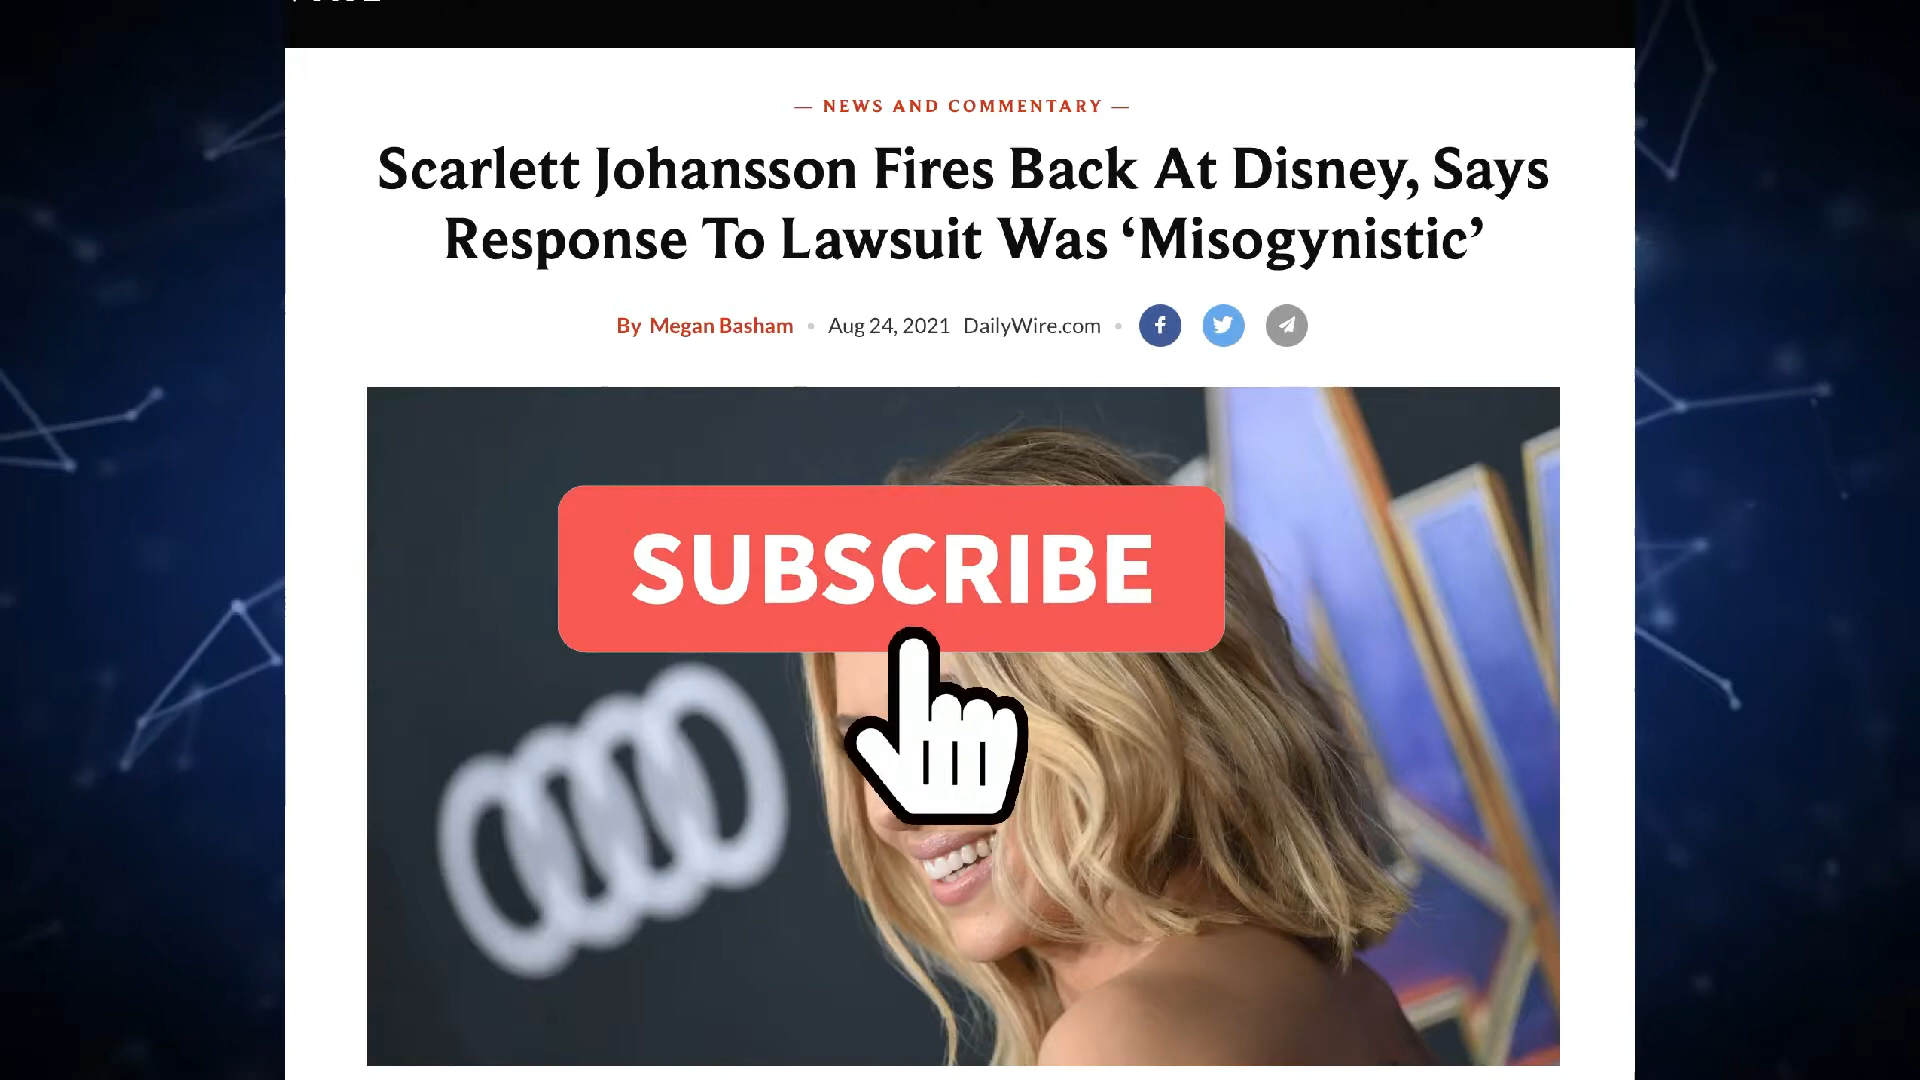 — NEWS AND COMMENTARY —
Scarlett Johansson Fires Back At Disney, Says
Response To Lawsuit Was ‘Misogynistic’
By Megan Basham • Aug 24, 2021 DailyWire.com •
SUBSCRIBE